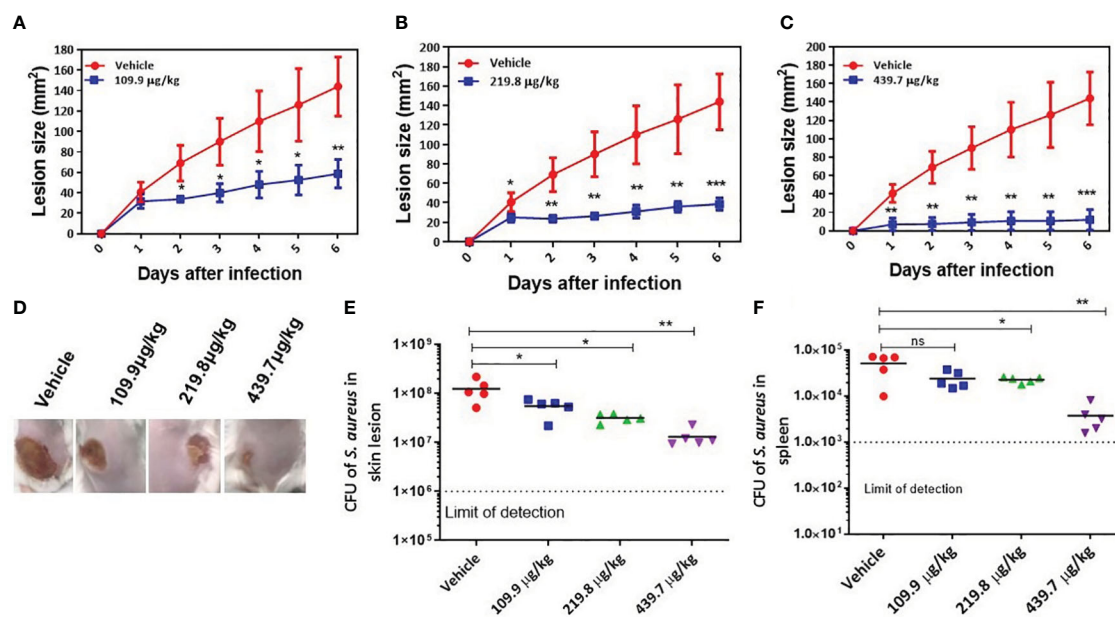 A
Lesion size (mm²)
180
160
140
120
100
80
60
40
20
0
Vehicle
109.9 µg/kg
*
*
*
*
**
0 1 2 3 4 5 6
Days after infection
B
Lesion size (mm²)
200
180
160
140
120
100
80
60
40
20
0
Vehicle
219.8 µg/kg
*
**
**
**
**
***
0 1 2 3 4 5 6
Days after infection
C
Lesion size (mm²)
200
180
160
140
120
100
80
60
40
20
0
Vehicle
439.7 µg/kg
**
**
**
**
**
***
0 1 2 3 4 5 6
Days after infection
D
Vehicle
109.9µg/kg
219.8µg/kg
439.7µg/kg
E
CFU of S. aureus in
skin lesion
1×10⁹
1×10⁸
1×10⁷
1×10⁶
1×10⁵
**
*
*
Limit of detection
Vehicle
109.9 µg/kg
219.8 µg/kg
439.7 µg/kg
F
CFU of S. aureus in
spleen
1.0×10⁵
1.0×10⁴
1.0×10³
1.0×10²
1.0×10¹
**
*
ns
Limit of detection
Vehicle
109.9 µg/kg
219.8 µg/kg
439.7 µg/kg